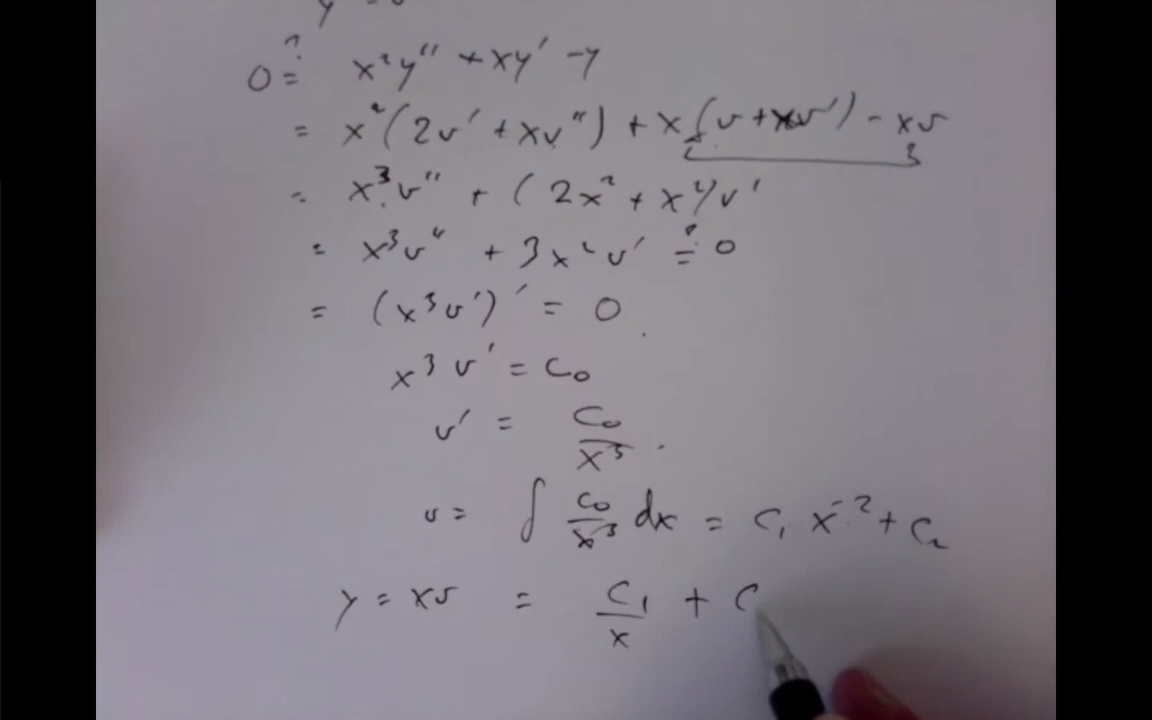 0 ≟ x²y'' + xy' - y
= x²(2v' + xv'') + x(v + xv') - xv
= x³v'' + (2x² + x²)v'
= x³v'' + 3x²v' ≟ 0
= (x³v')' = 0.
x³v' = C₀
v' = C₀/x³.
v = ∫ C₀/x³ dx = C₁x⁻² + C₂
y = xv = C₁/x + C